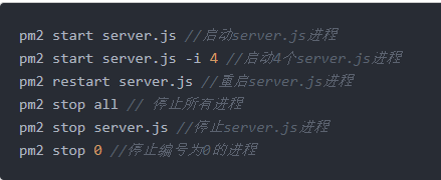 pm2 start server.js //启动server.js进程
pm2 start server.js -i 4 //启动4个server.js进程
pm2 restart server.js //重启server.js进程
pm2 stop all // 停止所有进程
pm2 stop server.js //停止server.js进程
pm2 stop 0 //停止编号为0的进程